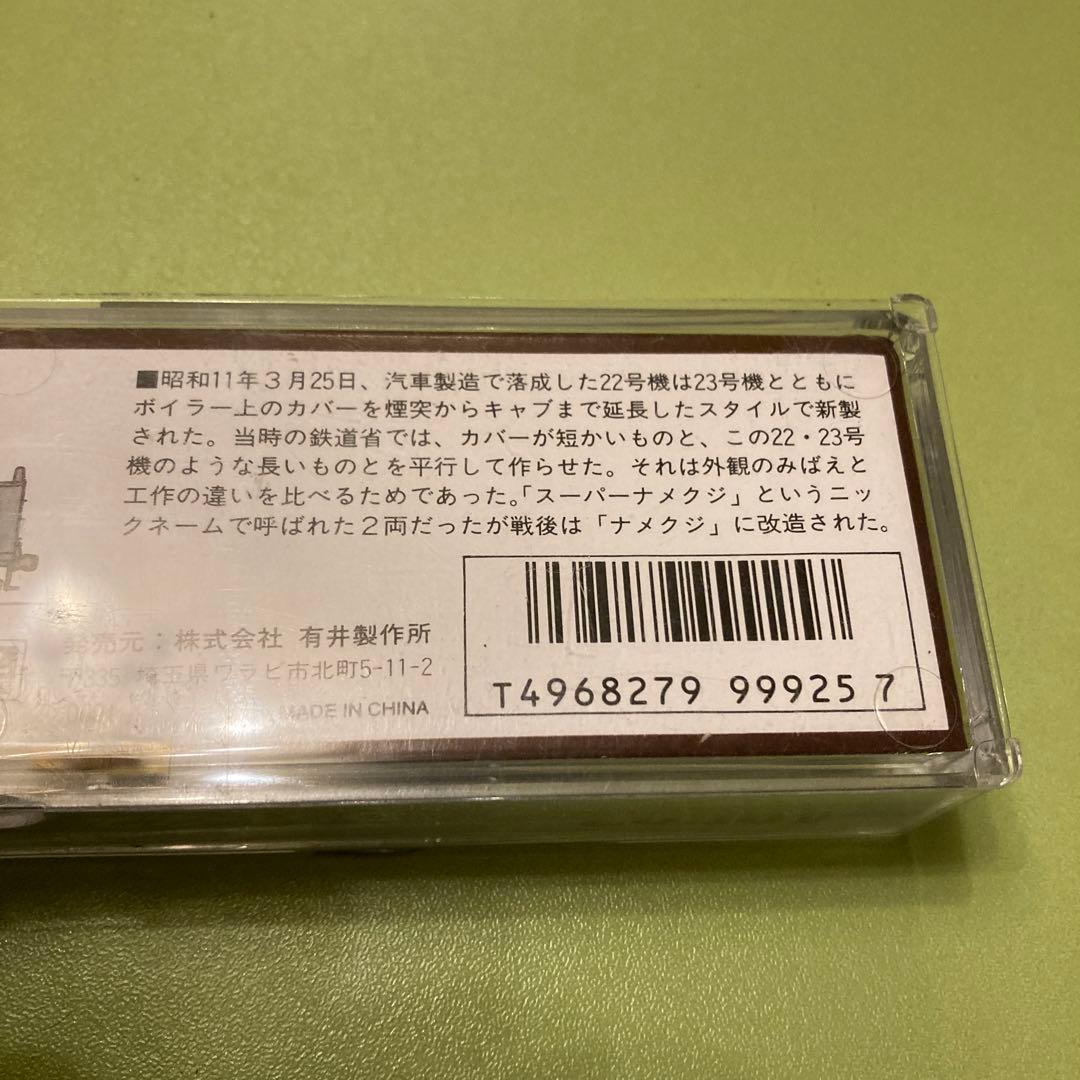 ■昭和11年３月25日、汽車製造で落成した22号機は23号機とともに
ボイラー上のカバーを煙突からキャブまで延長したスタイルで新製
された。当時の鉄道省では、カバーが短かいものと、この22・23号
機のような長いものとを平行して作らせた。それは外観のみばえと
工作の違いを比べるためであった。「スーパーナメクジ」というニッ
クネームで呼ばれた２両だったが戦後は「ナメクジ」に改造された。
発売元：株式会社 有井製作所
〒335 埼玉県ワラビ市北町5-11-2
MADE IN CHINA
T4968279 999257